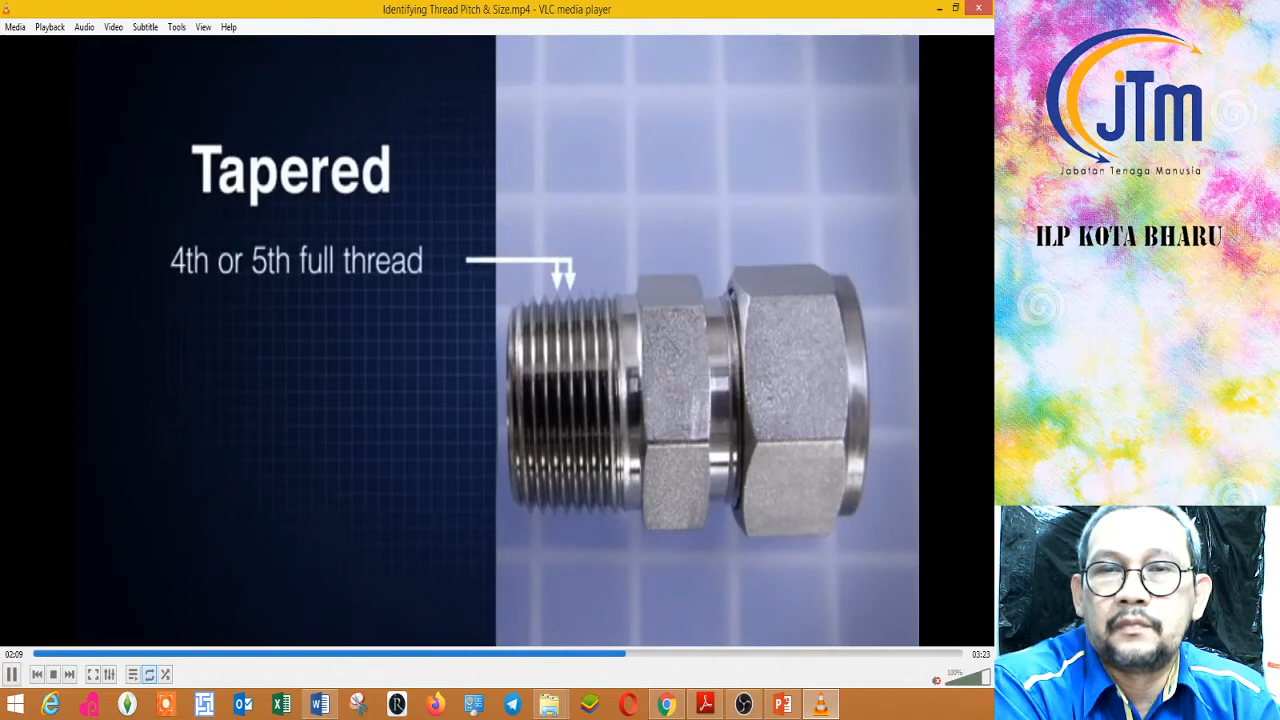 Identifying Thread Pitch & Size.mp4 - VLC media player
Media Playback Audio Video Subtitle Tools View Help
Tapered
4th or 5th full thread
02:09
03:23
100%
jTm
Jabatan Tenaga Manusia
ILP KOTA BHARU